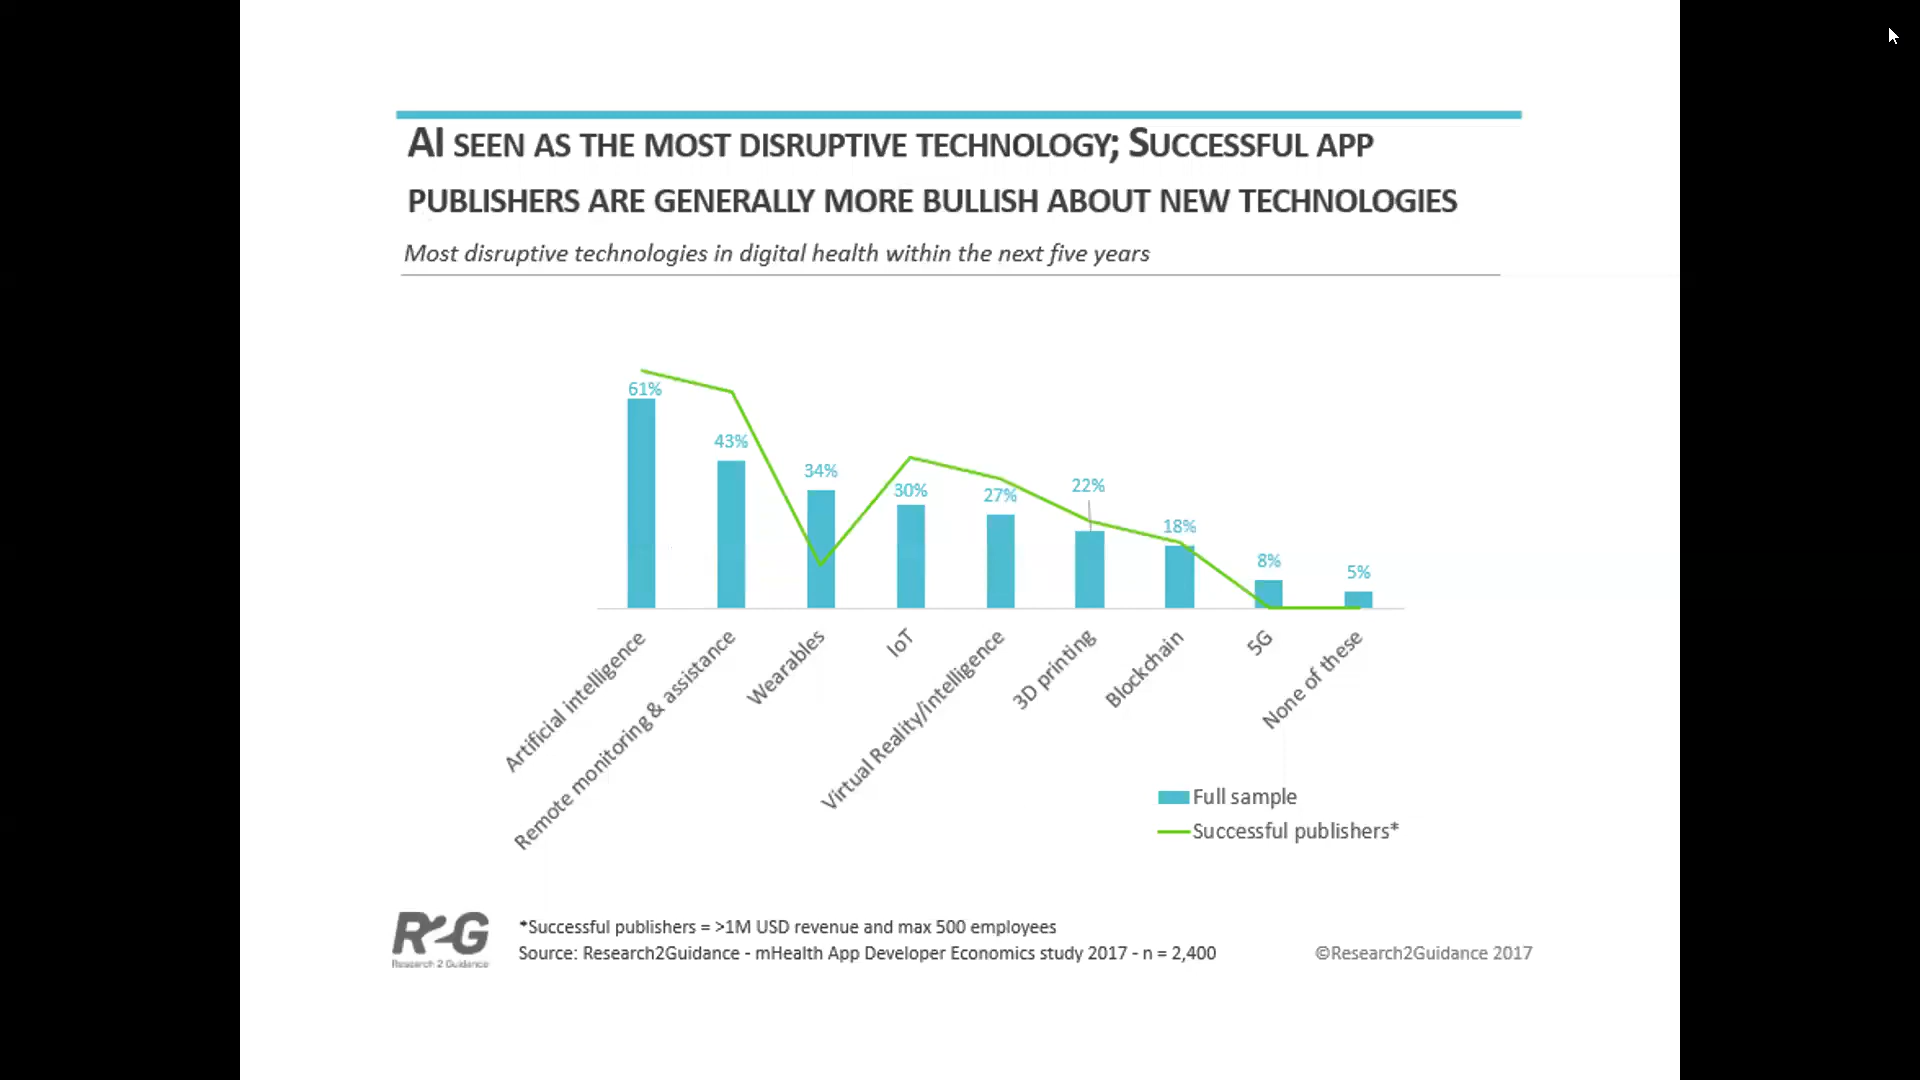 AI SEEN AS THE MOST DISRUPTIVE TECHNOLOGY; SUCCESSFUL APP
PUBLISHERS ARE GENERALLY MORE BULLISH ABOUT NEW TECHNOLOGIES
Most disruptive technologies in digital health within the next five years
61%
43%
34%
30%
27%
22%
18%
8%
5%
Artificial intelligence
Remote monitoring & assistance
Wearables
IoT
Virtual Reality/intelligence
3D printing
Blockchain
5G
None of these
Full sample
Successful publishers*
R2G
Research 2 Guidance
*Successful publishers = >1M USD revenue and max 500 employees
Source: Research2Guidance - mHealth App Developer Economics study 2017 - n = 2,400
©Research2Guidance 2017